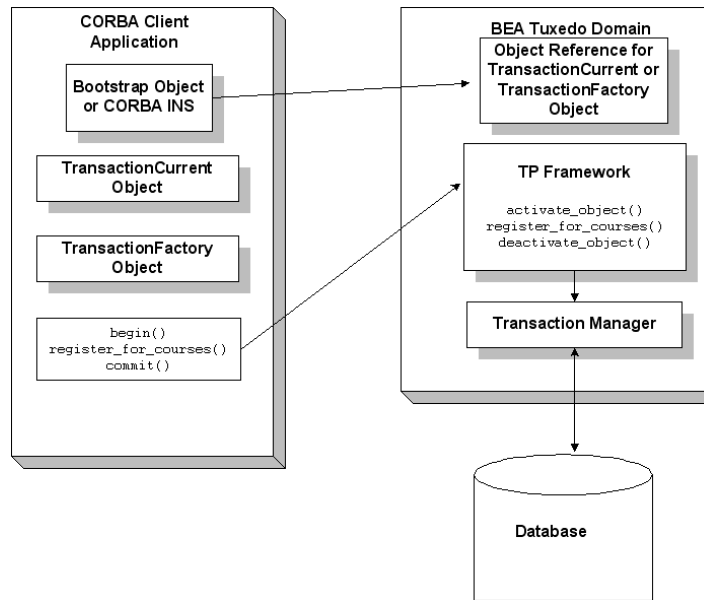 CORBA Client
Application
Bootstrap Object
or CORBA INS
TransactionCurrent
Object
TransactionFactory
Object
begin()
register_for_courses()
commit()
BEA Tuxedo Domain
Object Reference for
TransactionCurrent or
TransactionFactory
Object
TP Framework
activate_object()
register_for_courses()
deactivate_object()
Transaction Manager
Database